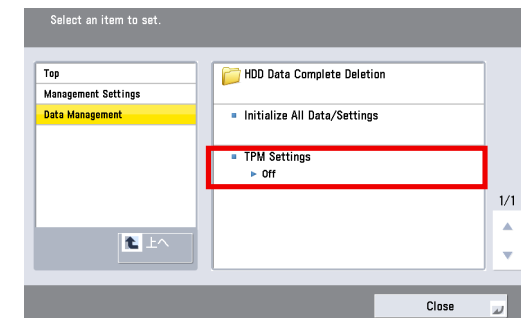 Select an item to set.
Top
Management Settings
Data Management
上へ
HDD Data Complete Deletion
Initialize All Data/Settings
TPM Settings
Off
1/1
Close